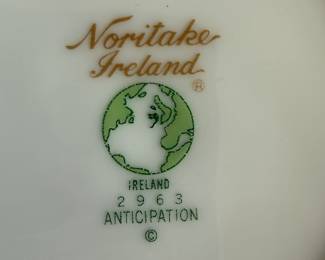 Noritake
Ireland
®
IRELAND
2963
ANTICIPATION
©